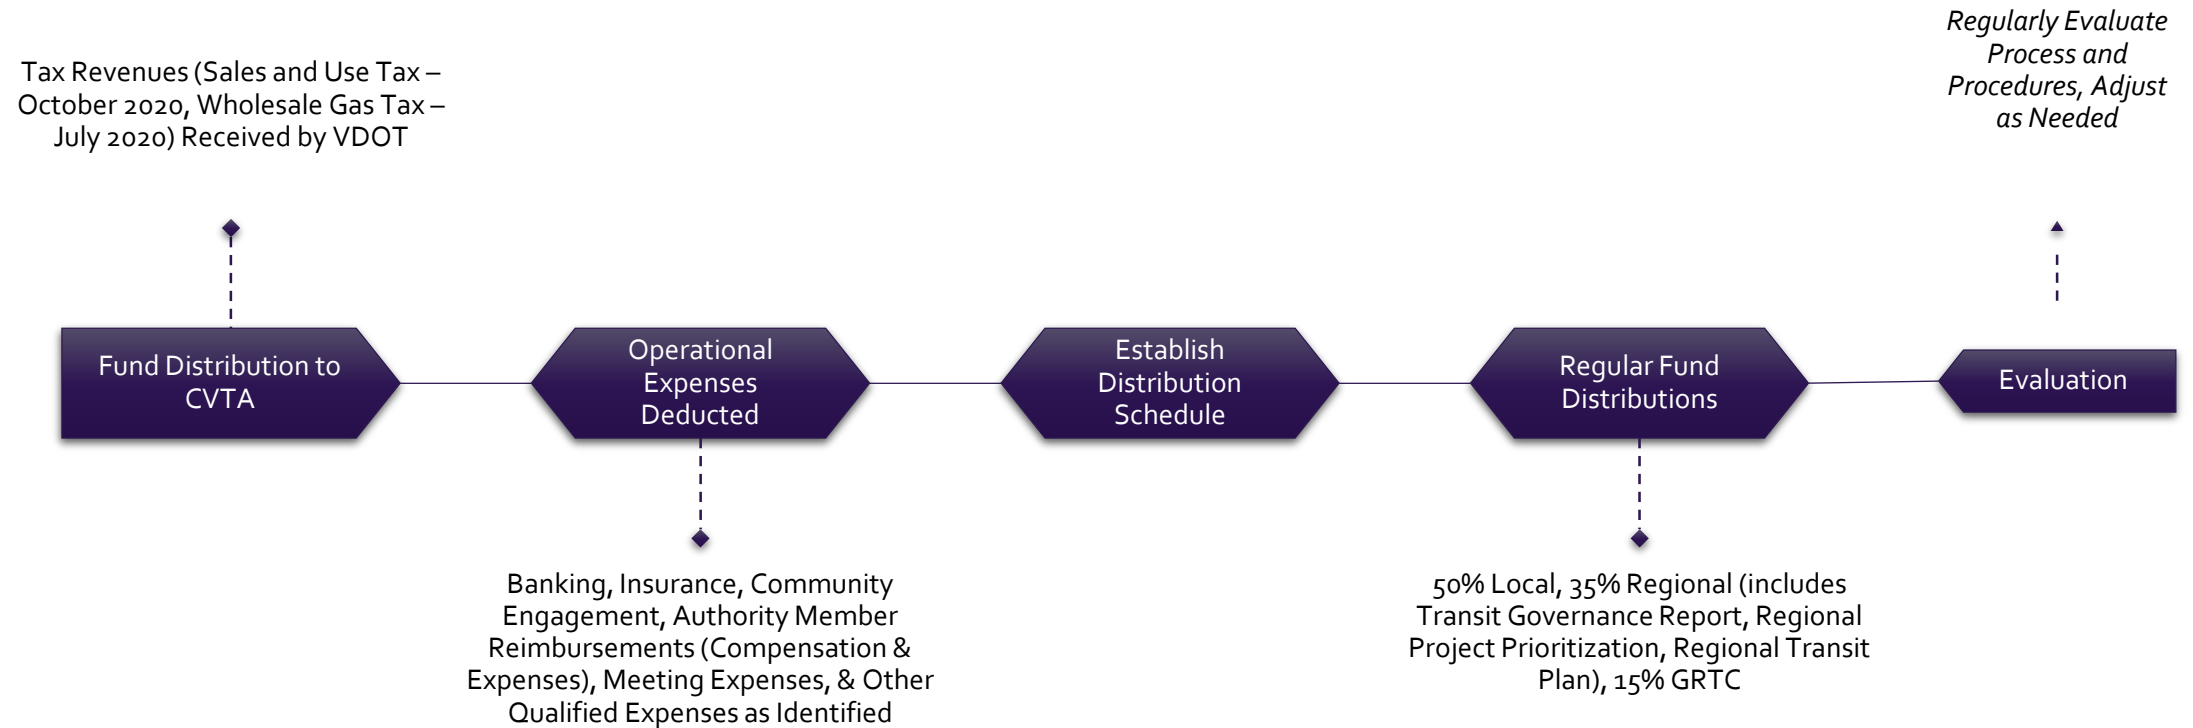 Tax Revenues (Sales and Use Tax –
October 2020, Wholesale Gas Tax –
July 2020) Received by VDOT
Regularly Evaluate
Process and
Procedures, Adjust
as Needed
Fund Distribution to
CVTA
Operational
Expenses
Deducted
Establish
Distribution
Schedule
Regular Fund
Distributions
Evaluation
Banking, Insurance, Community
Engagement, Authority Member
Reimbursements (Compensation &
Expenses), Meeting Expenses, & Other
Qualified Expenses as Identified
50% Local, 35% Regional (includes
Transit Governance Report, Regional
Project Prioritization, Regional Transit
Plan), 15% GRTC